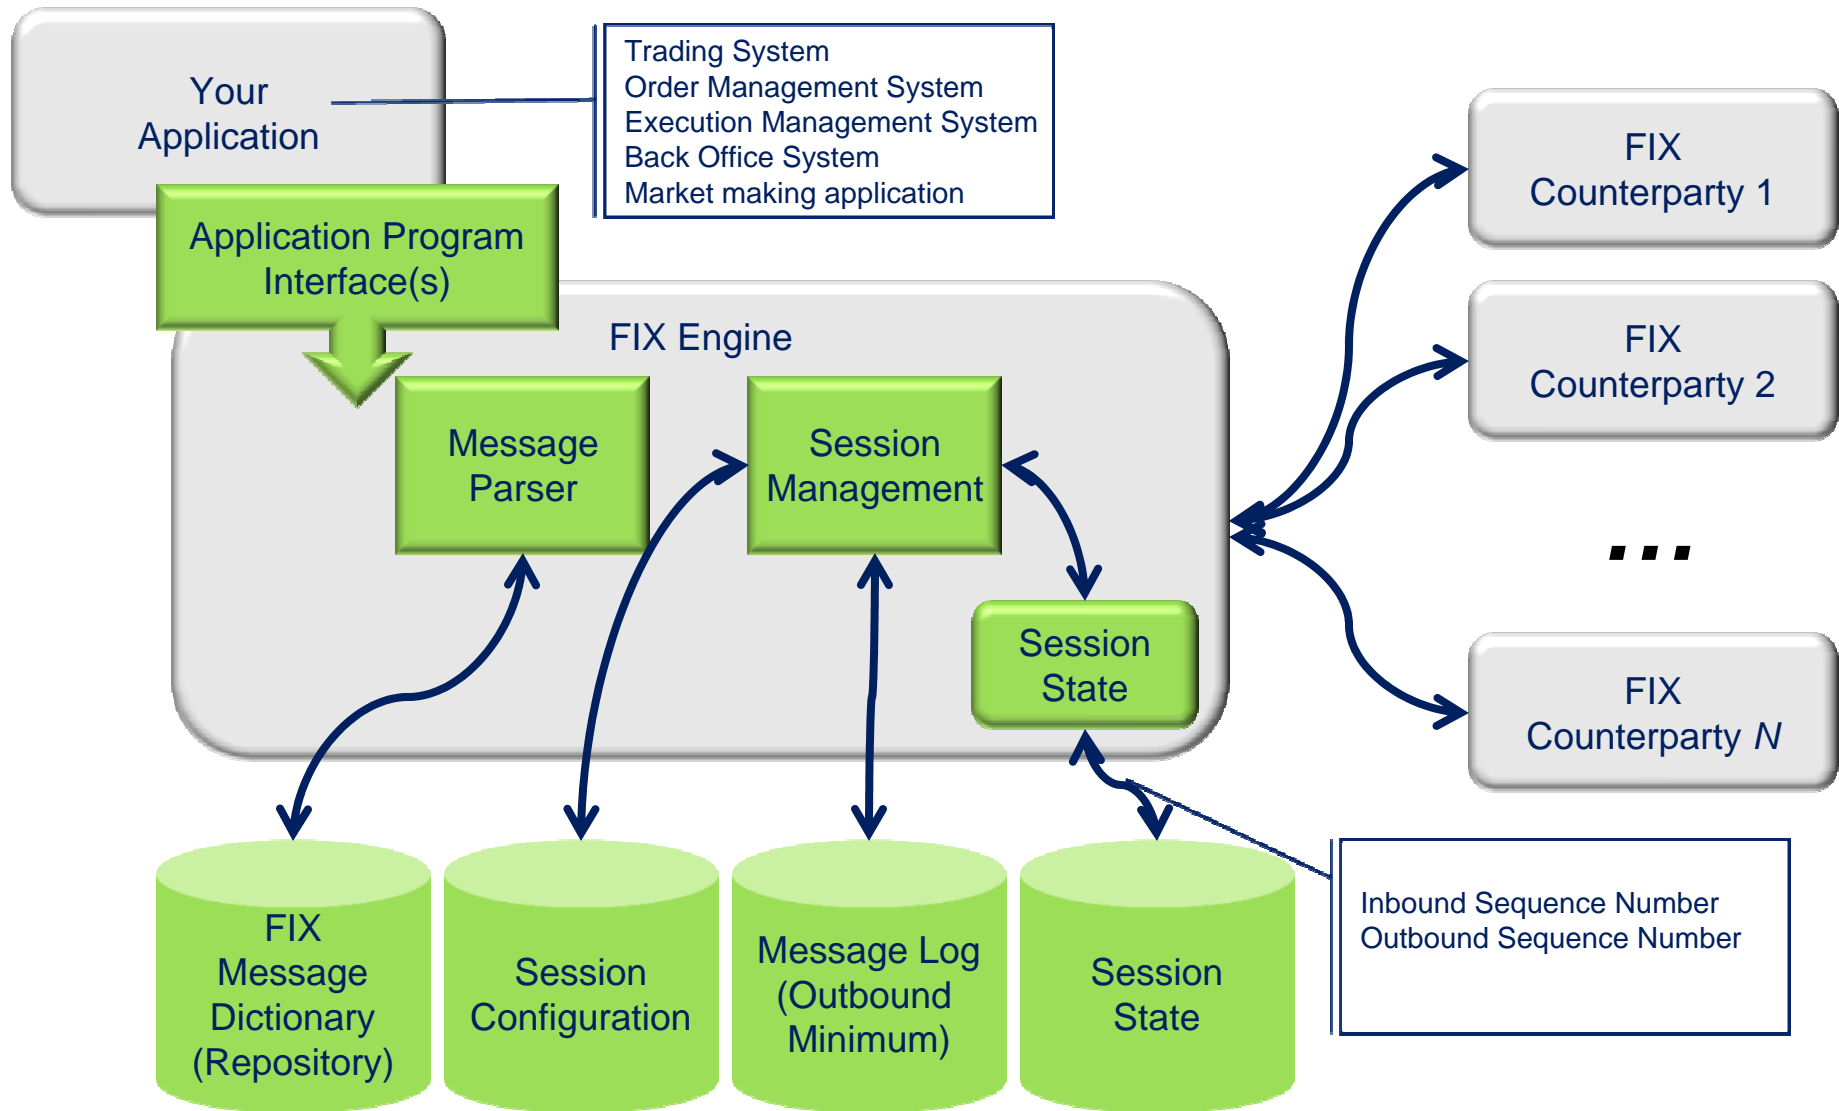 Your
Application
Trading System
Order Management System
Execution Management System
Back Office System
Market making application
Application Program
Interface(s)
FIX Engine
Message
Parser
Session
Management
Session
State
FIX
Counterparty 1
FIX
Counterparty 2
...
FIX
Counterparty N
FIX
Message
Dictionary
(Repository)
Session
Configuration
Message Log
(Outbound
Minimum)
Session
State
Inbound Sequence Number
Outbound Sequence Number